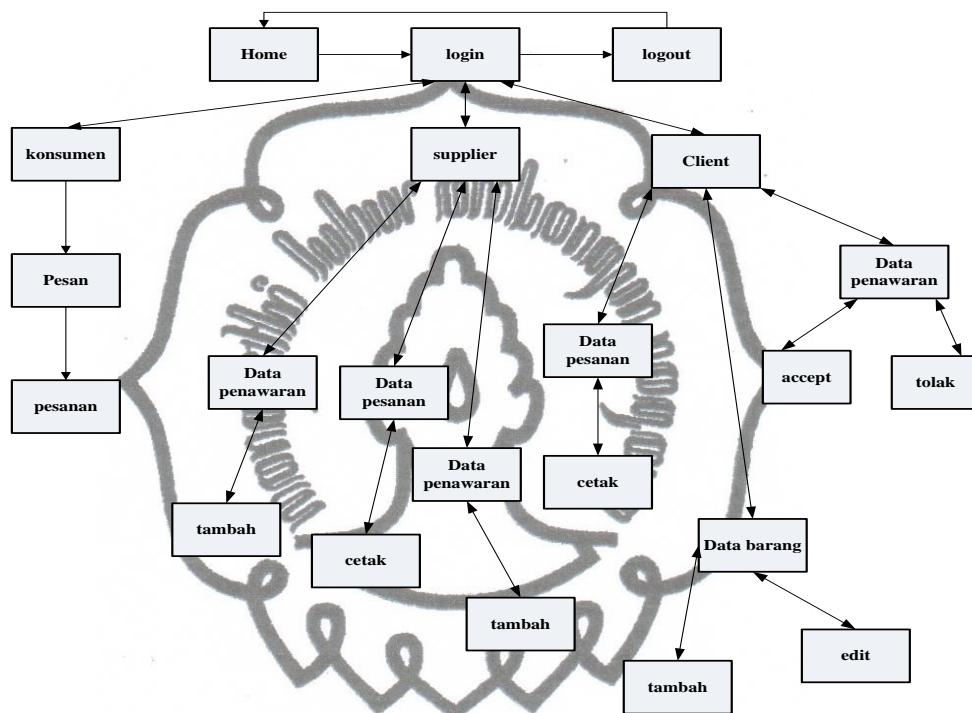 Home
login
logout
konsumen
supplier
Client
Pesan
Data
penawaran
Data
pesanan
Data
penawaran
Data
pesanan
accept
tolak
pesanan
Data
penawaran
cetak
tambah
Data barang
cetak
tambah
edit
tambah